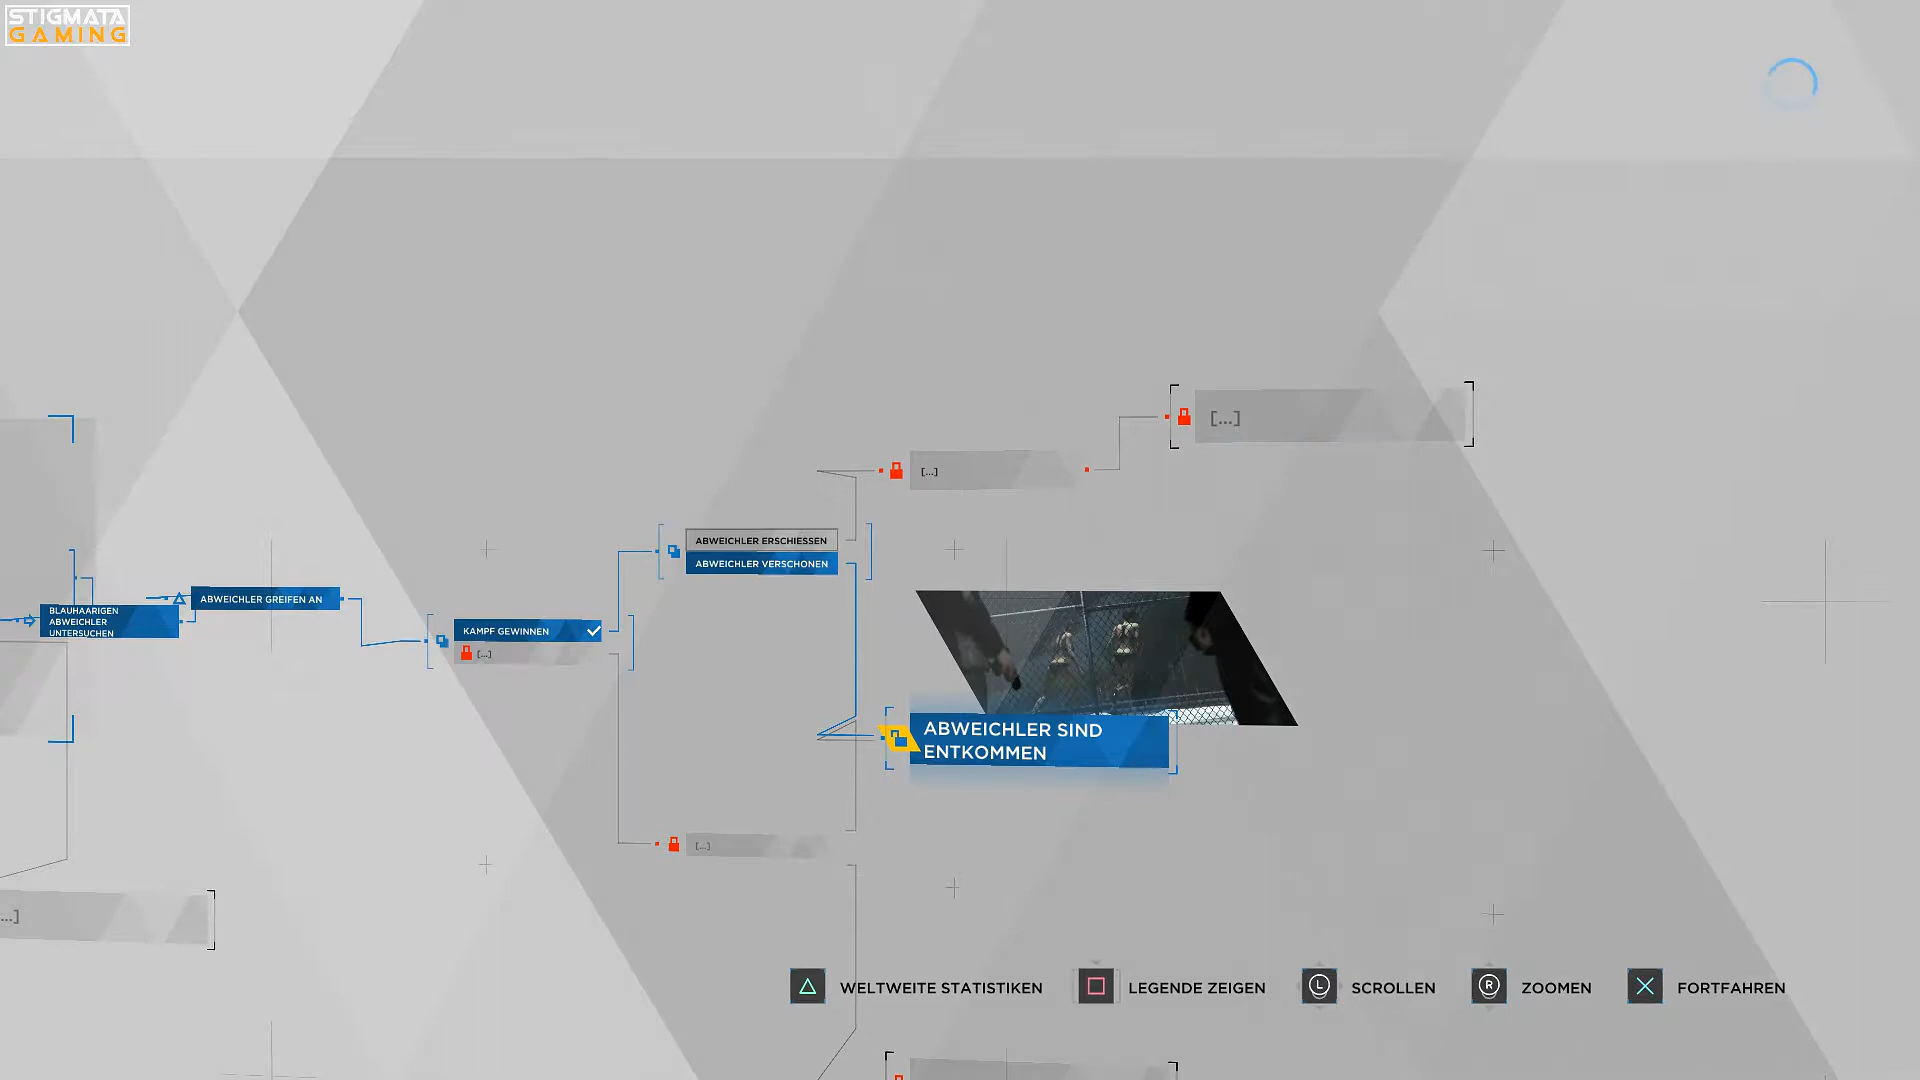 STIGMATA
GAMING
[...]
[...]
ABWEICHLER ERSCHIESSEN
ABWEICHLER VERSCHONEN
ABWEICHLER GREIFEN AN
BLAUHAARIGEN
ABWEICHLER
UNTERSUCHEN
KAMPF GEWINNEN
[...]
ABWEICHLER SIND
ENTKOMMEN
[...]
...]
WELTWEITE STATISTIKEN
LEGENDE ZEIGEN
L
SCROLLEN
R
ZOOMEN
FORTFAHREN